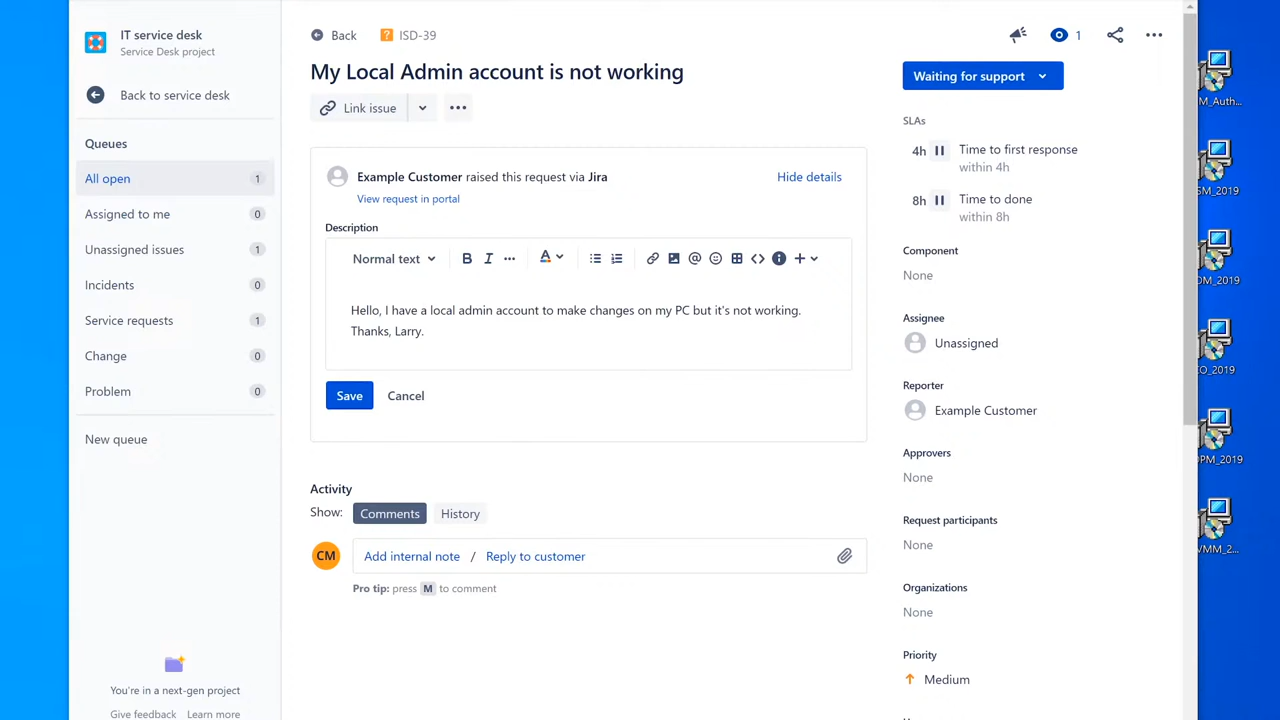 IT service desk
Service Desk project
Back to service desk
Queues
All open 1
Assigned to me 0
Unassigned issues 1
Incidents 0
Service requests 1
Change 0
Problem 0
New queue
You're in a next-gen project
Give feedback Learn more
Back ISD-39
My Local Admin account is not working
Link issue
Example Customer raised this request via Jira Hide details
View request in portal
Description
Normal text B I A
Hello, I have a local admin account to make changes on my PC but it's not working.
Thanks, Larry.
Save Cancel
Activity
Show: Comments History
CM Add internal note / Reply to customer
Pro tip: press M to comment
1
Waiting for support
SLAs
4h Time to first response
within 4h
8h Time to done
within 8h
Component
None
Assignee
Unassigned
Reporter
Example Customer
Approvers
None
Request participants
None
Organizations
None
Priority
Medium
M_Auth...
SM_2019
OM_2019
CO_2019
DPM_2019
VMM_2...